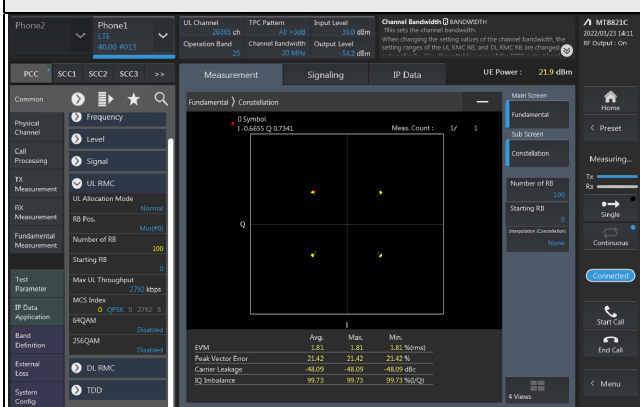 Phone2
Phone1
LTE
40.00 #013
UL Channel
26365 ch
TPC Pattern
All +3dB
Input Level
30.0 dBm
Operation Band
25
Channel Bandwidth
20 MHz
Output Level
-54.2 dBm
Channel Bandwidth BANDWIDTH
This sets the channel bandwidth.
When changing the setting values of the channel bandwidth, the
setting ranges of the UL RMC RB, and DL RMC RB are changed
MT8821C
2022/03/23 14:11
RF Output : On
PCC
SCC1
SCC2
SCC3
>>
Measurement
Signaling
IP Data
UE Power : 21.9 dBm
Common
Physical
Channel
Call
Processing
TX
Measurement
RX
Measurement
Fundamental
Measurement
Test
Parameter
IP Data
Application
Band
Definition
External
Loss
System
Config
Frequency
Level
Signal
UL RMC
UL Allocation Mode
Normal
RB Pos.
Min(#0)
Number of RB
100
Starting RB
0
Max UL Throughput
2792 kbps
MCS Index
0 QPSK 0 2792 8
64QAM
Disabled
256QAM
Disabled
DL RMC
TDD
Fundamental > Constellation
0 Symbol
I -0.6655 Q 0.7341
Meas. Count : 1/ 1
Q
I
Avg. Max. Min.
EVM 1.81 1.81 1.81 %(rms)
Peak Vector Error 21.42 21.42 21.42 %
Carrier Leakage -48.09 -48.09 -48.09 dBc
IQ Imbalance 99.73 99.73 99.73 %(I/Q)
Main Screen
Fundamental
Sub Screen
Constellation
Number of RB
100
Starting RB
0
Interpolation (Constellation)
None
4 Views
Home
< Preset
Measuring...
Tx
Rx
Single
Continuous
Connected
Start Call
End Call
< Menu